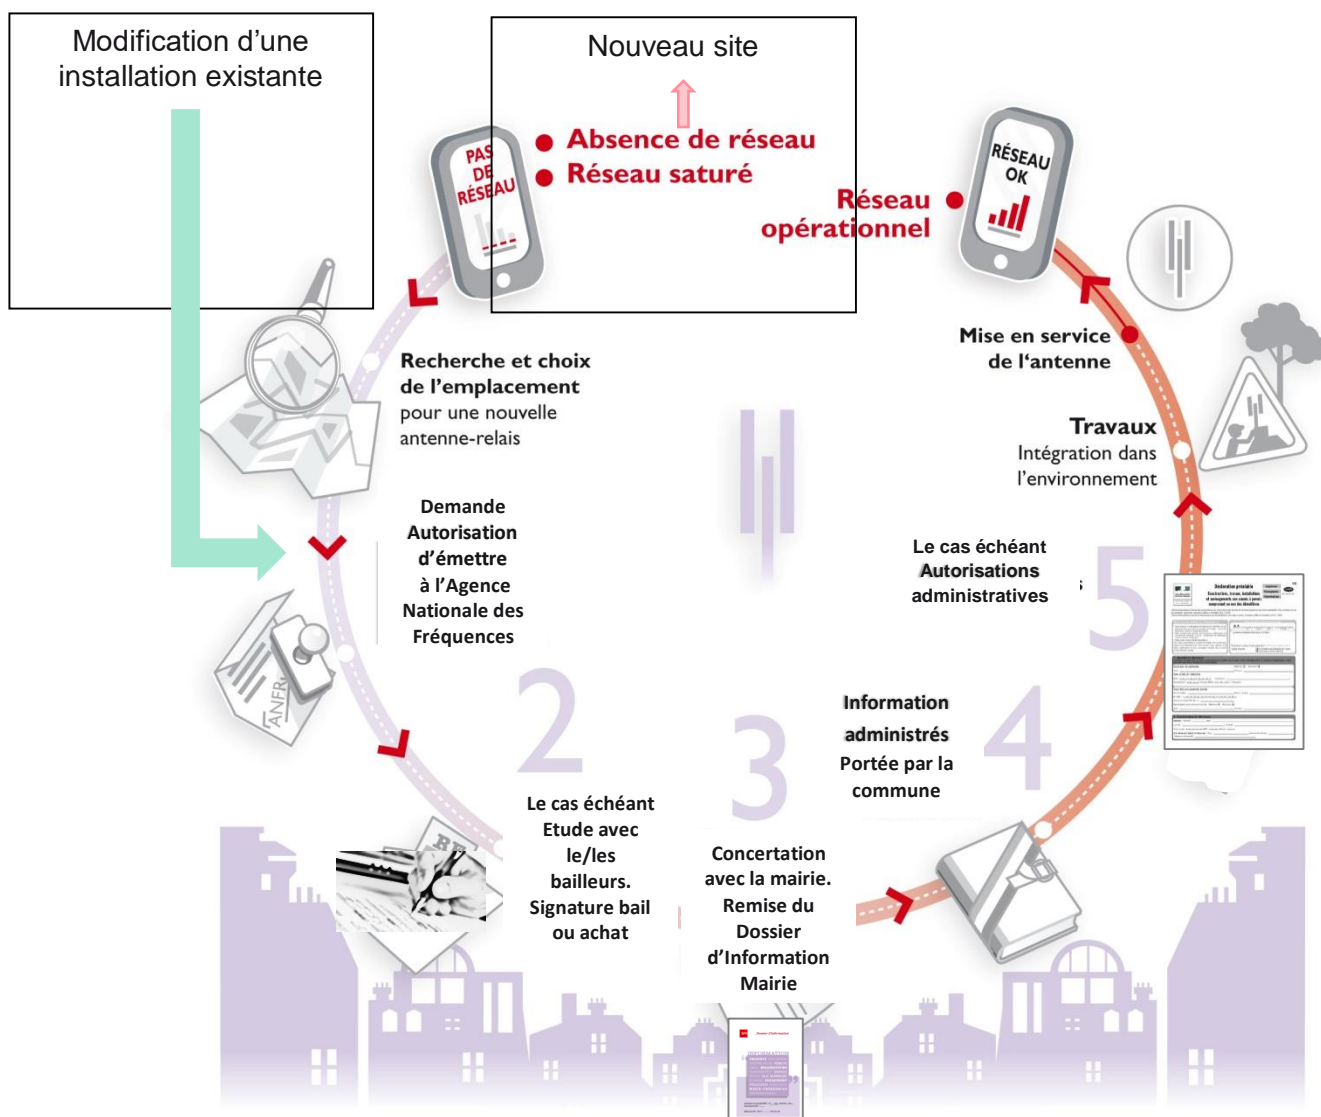 Modification d’une
installation existante
Nouveau site
PAS
DE
RÉSEAU
Absence de réseau
Réseau saturé
Réseau
opérationnel
RÉSEAU
OK
Mise en service
de l‘antenne
Recherche et choix
de l’emplacement
pour une nouvelle
antenne-relais
Travaux
Intégration dans
l’environnement
Demande
Autorisation
d’émettre
à l’Agence
Nationale des
Fréquences
ANFR
Le cas échéant
Autorisations
administratives
5
Déclaration préalable
2
Le cas échéant
Etude avec
le/les
bailleurs.
Signature bail
ou achat
3
Concertation
avec la mairie.
Remise du
Dossier
d’Information
Mairie
4
Information
administrés
Portée par la
commune
Dossier d’Information